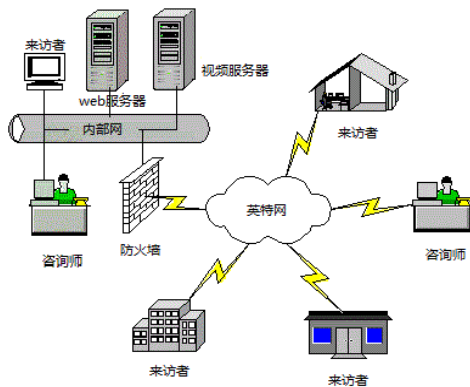 来访者
web服务器
视频服务器
内部网
来访者
咨询师
防火墙
英特网
咨询师
来访者
来访者